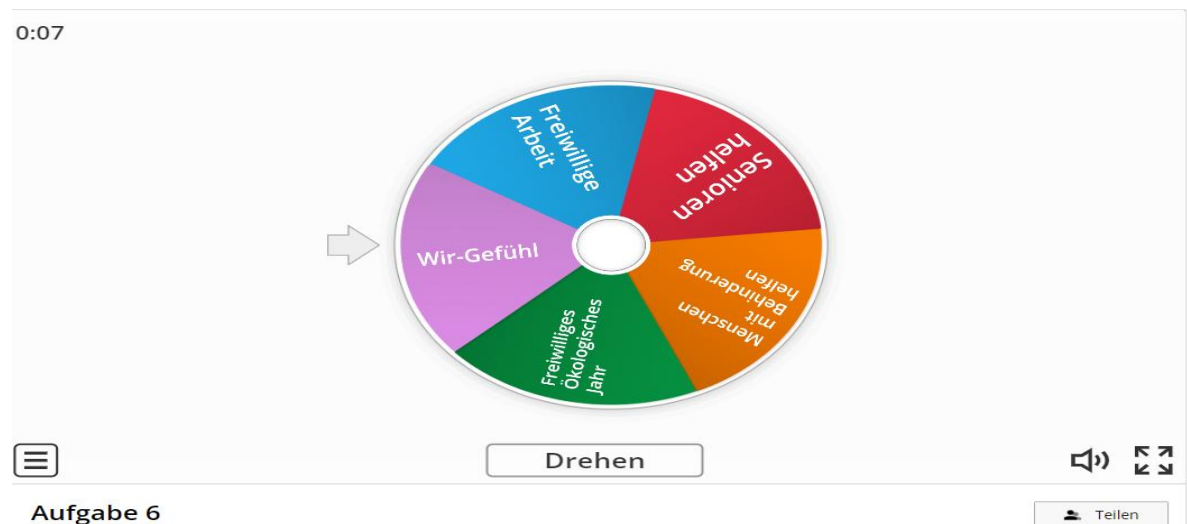 0:07
Freiwillige
Arbeit
Senioren
helfen
Wir-Gefühl
Menschen
mit
Behinderung
helfen
Freiwilliges
Ökologisches
Jahr
Drehen
Aufgabe 6
Teilen